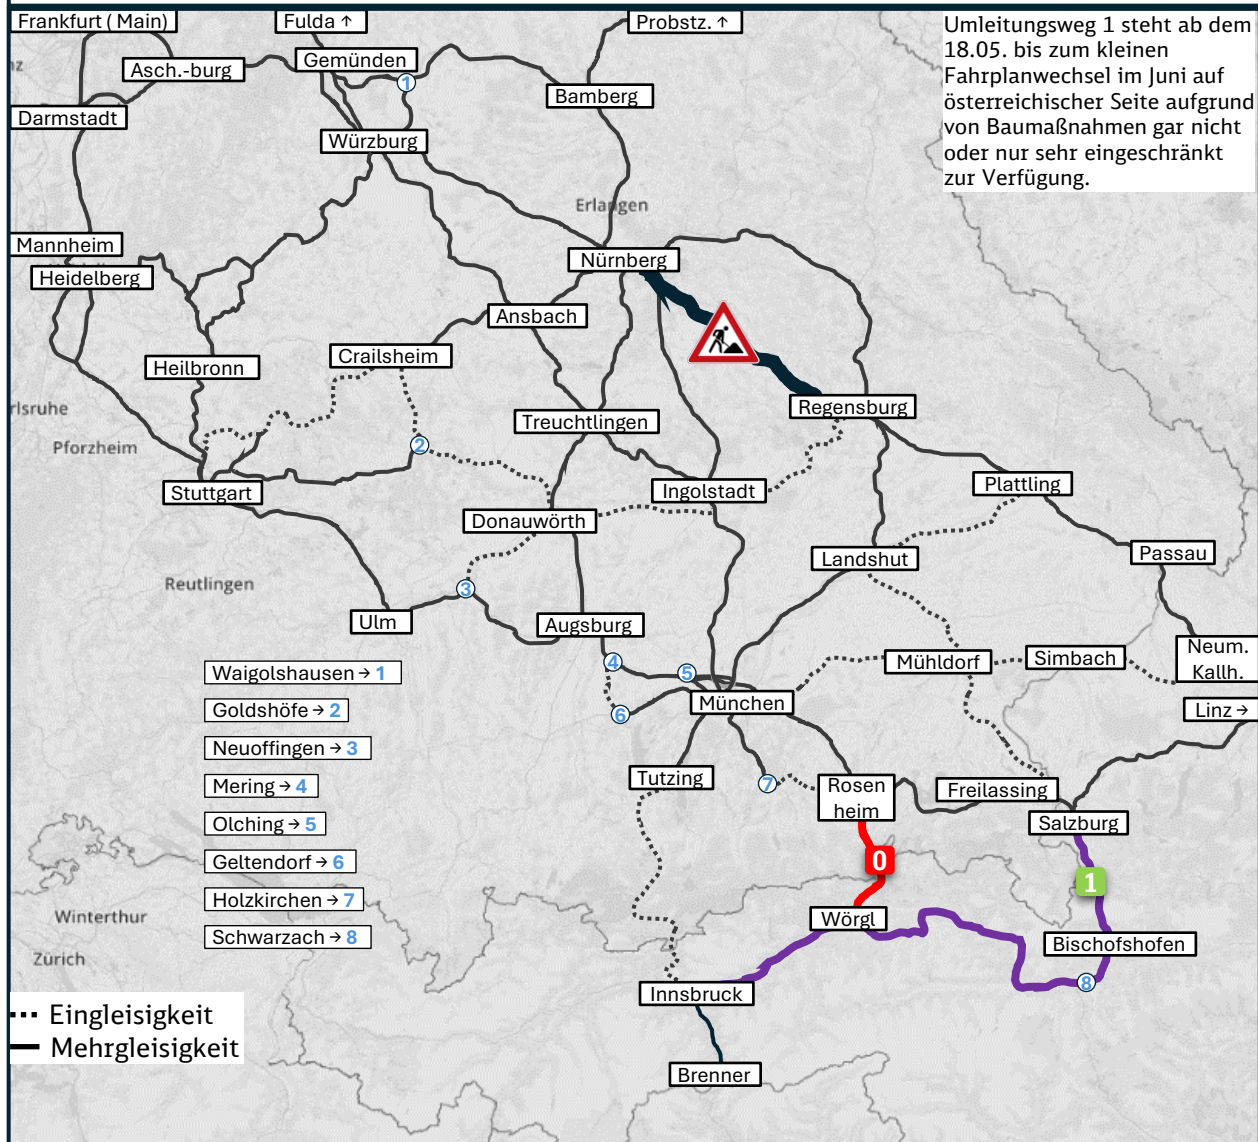 Frankfurt ( Main)
Fulda ↑
Probstz. ↑
Umleitungsweg 1 steht ab dem
18.05. bis zum kleinen
Fahrplanwechsel im Juni auf
österreichischer Seite aufgrund
von Baumaßnahmen gar nicht
oder nur sehr eingeschränkt
zur Verfügung.
Gemünden
Asch.-burg
1
Bamberg
Darmstadt
Würzburg
Erlangen
Mannheim
Nürnberg
Heidelberg
Ansbach
Crailsheim
Heilbronn
rlsruhe
Regensburg
Treuchtlingen
Pforzheim
2
Stuttgart
Ingolstadt
Plattling
Donauwörth
Landshut
Passau
Reutlingen
3
Ulm
Augsburg
Neum.
Kallh.
4
5
Mühldorf
Simbach
Waigolshausen → 1
München
Goldshöfe → 2
6
Linz →
Neuoffingen → 3
Tutzing
7
Rosen
heim
Freilassing
Mering → 4
Salzburg
Olching → 5
0
Geltendorf → 6
1
Holzkirchen → 7
Winterthur
Wörgl
Schwarzach → 8
Bischofshofen
Zürich
8
Innsbruck
Eingleisigkeit
Mehrgleisigkeit
Brenner